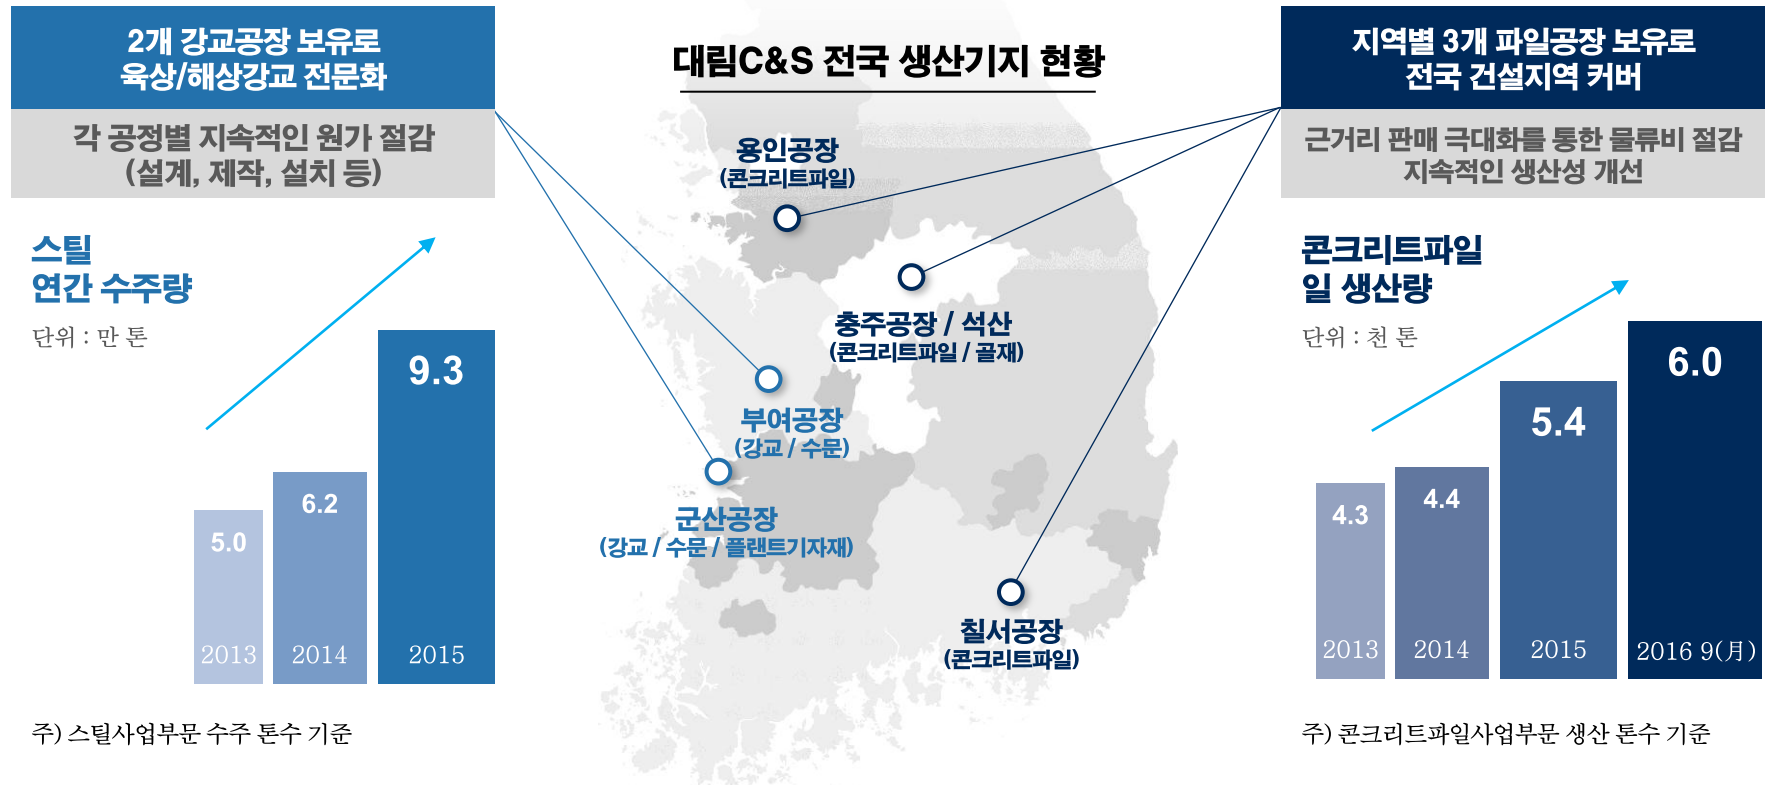 2개 강교공장 보유로
육상/해상강교 전문화
각 공정별 지속적인 원가 절감
(설계, 제작, 설치 등)
스틸
연간 수주량
단위 : 만 톤
5.0
6.2
9.3
2013
2014
2015
주) 스틸사업부문 수주 톤수 기준
대림C&S 전국 생산기지 현황
용인공장
(콘크리트파일)
충주공장 / 석산
(콘크리트파일 / 골재)
부여공장
(강교 / 수문)
군산공장
(강교 / 수문 / 플랜트기자재)
칠서공장
(콘크리트파일)
지역별 3개 파일공장 보유로
전국 건설지역 커버
근거리 판매 극대화를 통한 물류비 절감
지속적인 생산성 개선
콘크리트파일
일 생산량
단위 : 천 톤
4.3
4.4
5.4
6.0
2013
2014
2015
2016 9(月)
주) 콘크리트파일사업부문 생산 톤수 기준